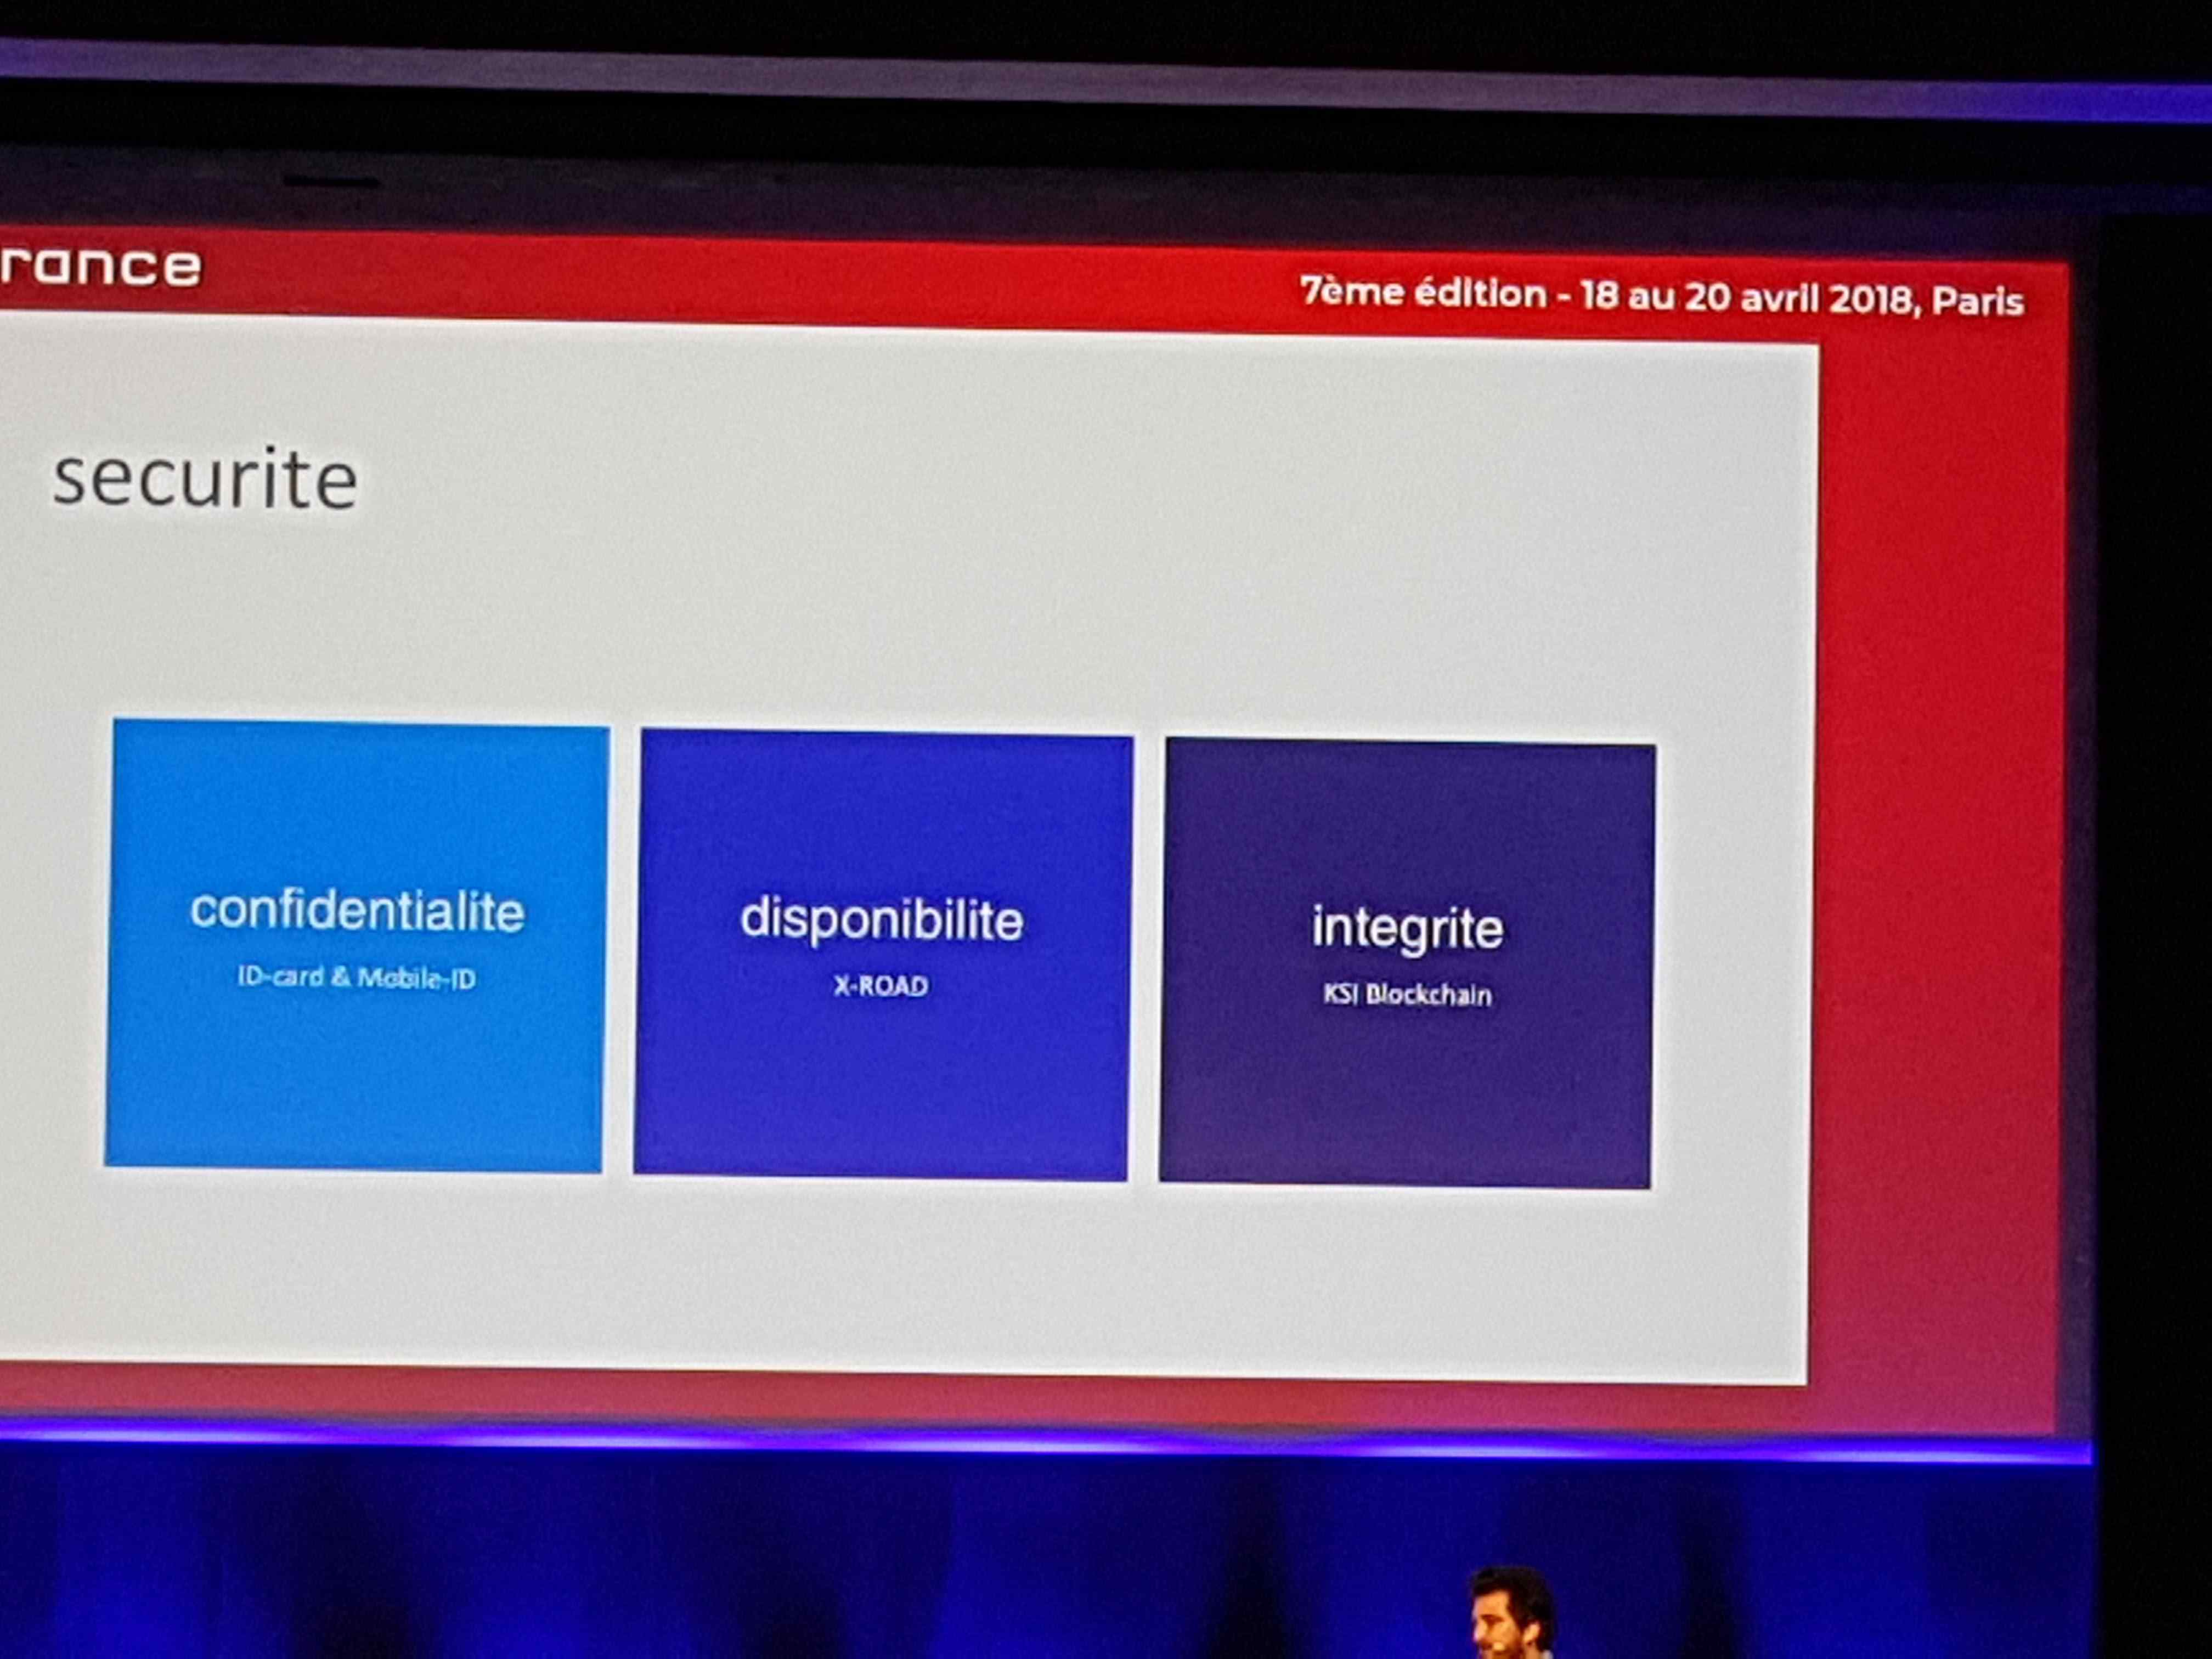 rance
7ème édition - 18 au 20 avril 2018, Paris
securite
confidentialite
ID-card & Mobile-ID
disponibilite
X-ROAD
integrite
KSI Blockchain